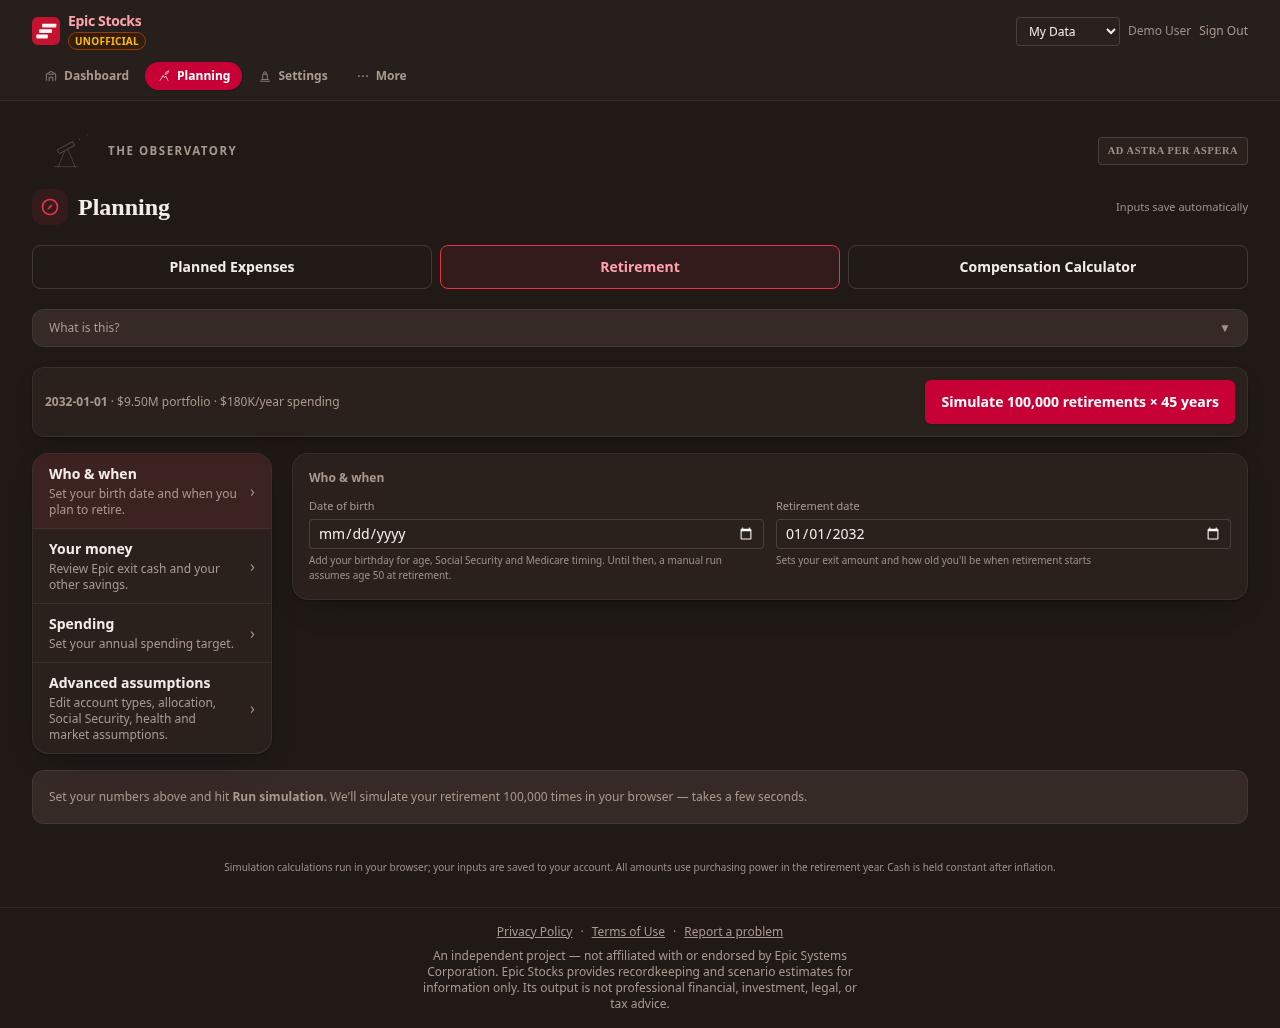 Epic Stocks
UNOFFICIAL
My Data
Demo User
Sign Out
Dashboard
Planning
Settings
More
THE OBSERVATORY
AD ASTRA PER ASPERA
Planning
Inputs save automatically
Planned Expenses
Retirement
Compensation Calculator
What is this?
2032-01-01 · $9.50M portfolio · $180K/year spending
Simulate 100,000 retirements × 45 years
Who & when
Set your birth date and when you
plan to retire.
Your money
Review Epic exit cash and your
other savings.
Spending
Set your annual spending target.
Advanced assumptions
Edit account types, allocation,
Social Security, health and
market assumptions.
Who & when
Date of birth
mm/dd/yyyy
Add your birthday for age, Social Security and Medicare timing. Until then, a manual run
assumes age 50 at retirement.
Retirement date
01/01/2032
Sets your exit amount and how old you'll be when retirement starts
Set your numbers above and hit Run simulation. We'll simulate your retirement 100,000 times in your browser — takes a few seconds.
Simulation calculations run in your browser; your inputs are saved to your account. All amounts use purchasing power in the retirement year. Cash is held constant after inflation.
Privacy Policy · Terms of Use · Report a problem
An independent project — not affiliated with or endorsed by Epic Systems
Corporation. Epic Stocks provides recordkeeping and scenario estimates for
information only. Its output is not professional financial, investment, legal, or
tax advice.